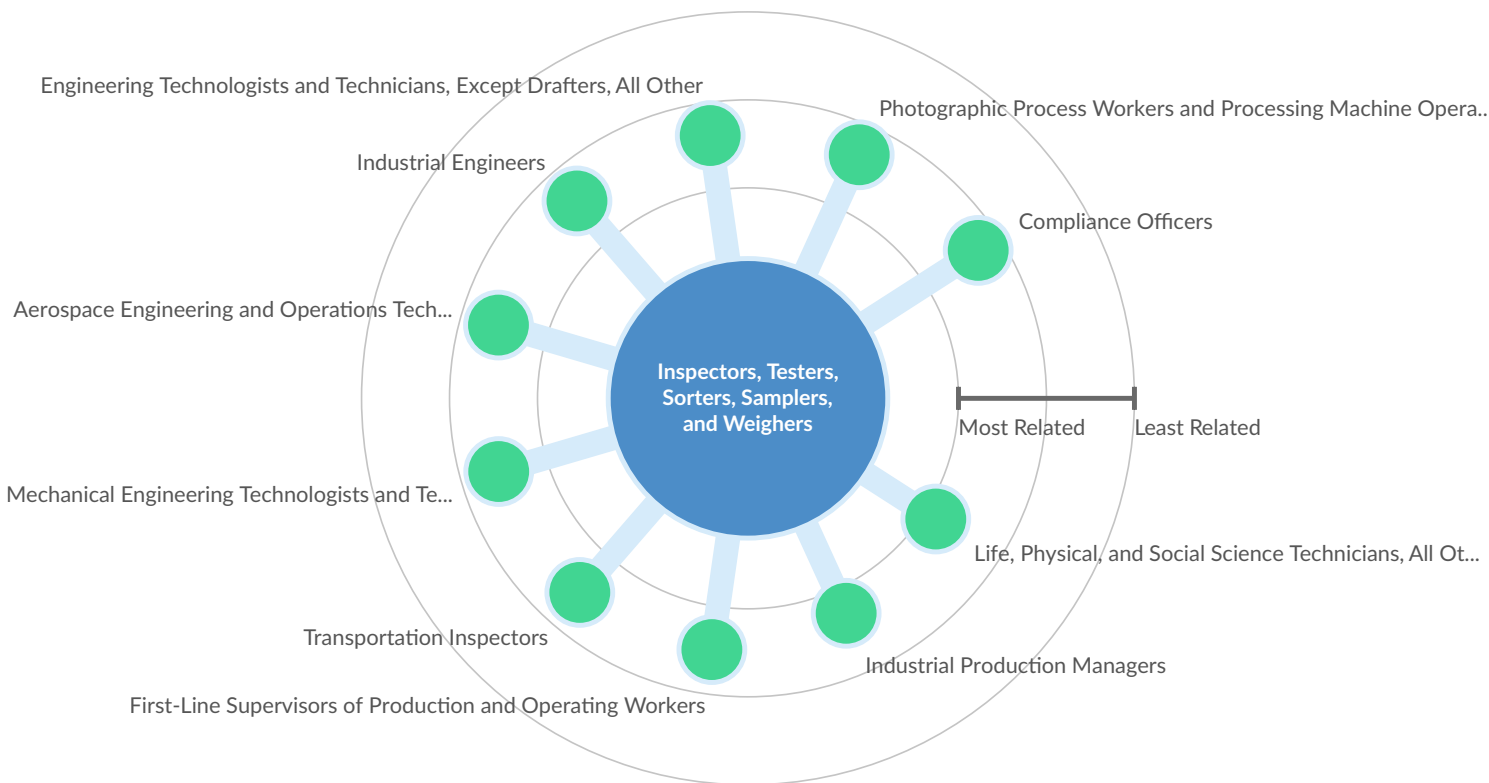 Engineering Technologists and Technicians, Except Drafters, All Other
Photographic Process Workers and Processing Machine Opera..
Industrial Engineers
Compliance Officers
Aerospace Engineering and Operations Tech...
Inspectors, Testers,
Sorters, Samplers,
and Weighers
Most Related
Least Related
Mechanical Engineering Technologists and Te...
Life, Physical, and Social Science Technicians, All Ot...
Transportation Inspectors
Industrial Production Managers
First-Line Supervisors of Production and Operating Workers